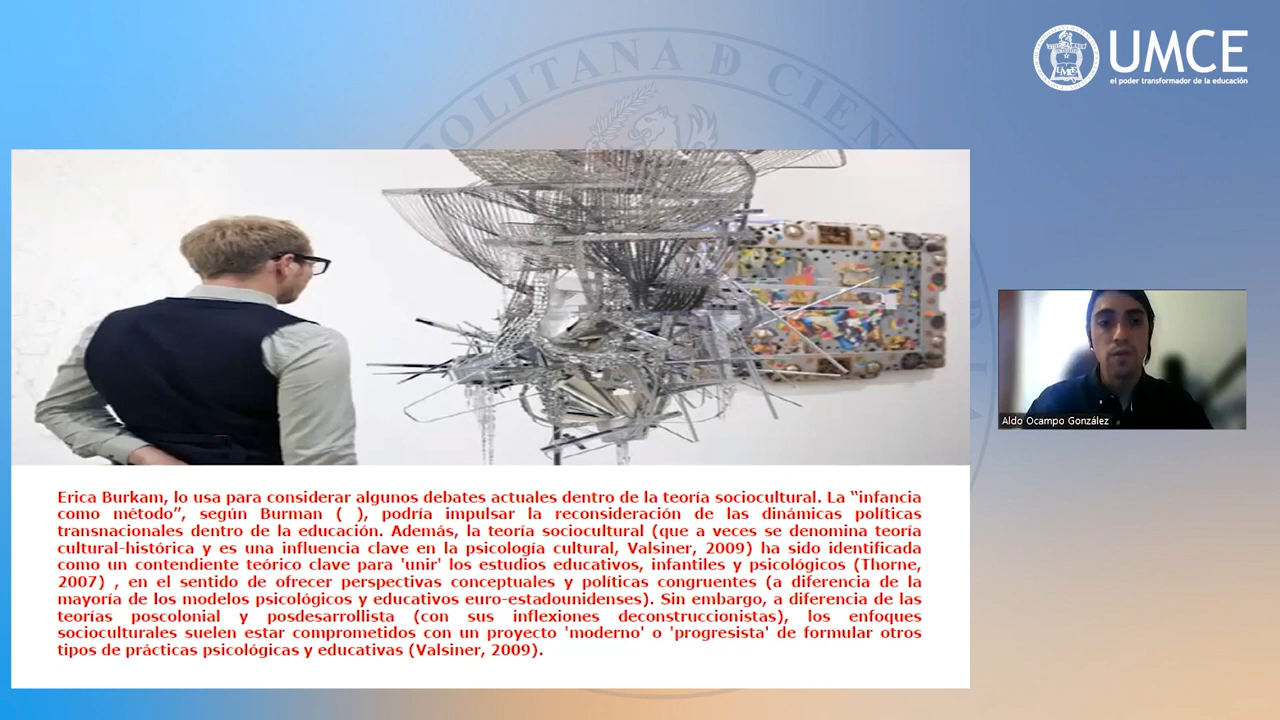 POLITANA Đ CIEN
UMCE
el poder transformador de la educación
Aldo Ocampo González
Erica Burkam, lo usa para considerar algunos debates actuales dentro de la teoría sociocultural. La “infancia
como método”, según Burman ( ), podría impulsar la reconsideración de las dinámicas políticas
transnacionales dentro de la educación. Además, la teoría sociocultural (que a veces se denomina teoría
cultural-histórica y es una influencia clave en la psicología cultural, Valsiner, 2009) ha sido identificada
como un contendiente teórico clave para 'unir' los estudios educativos, infantiles y psicológicos (Thorne,
2007) , en el sentido de ofrecer perspectivas conceptuales y políticas congruentes (a diferencia de la
mayoría de los modelos psicológicos y educativos euro-estadounidenses). Sin embargo, a diferencia de las
teorías poscolonial y posdesarrollista (con sus inflexiones deconstruccionistas), los enfoques
socioculturales suelen estar comprometidos con un proyecto 'moderno' o 'progresista' de formular otros
tipos de prácticas psicológicas y educativas (Valsiner, 2009).